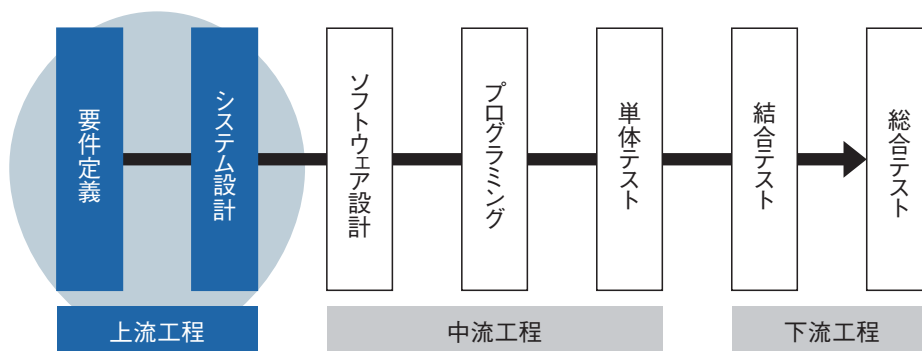 要件定義
システム設計
ソフトウェア設計
プログラミング
単体テスト
結合テスト
総合テスト
上流工程
中流工程
下流工程